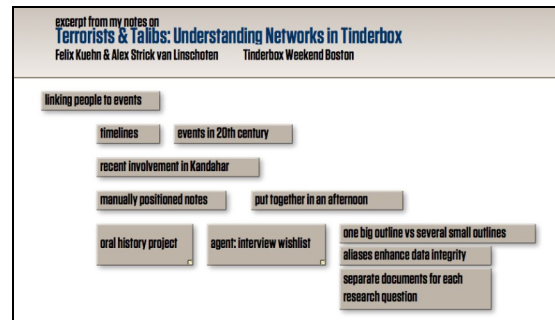 excerpt from my notes on
Terrorists & Talibs: Understanding Networks in Tinderbox
Felix Kuehn & Alex Strick van Linschoten Tinderbox Weekend Boston
linking people to events
timelines events in 20th century
recent involvement in Kandahar
manually positioned notes put together in an afternoon
oral history project agent: interview wishlist
one big outline vs several small outlines
aliases enhance data integrity
separate documents for each
research question